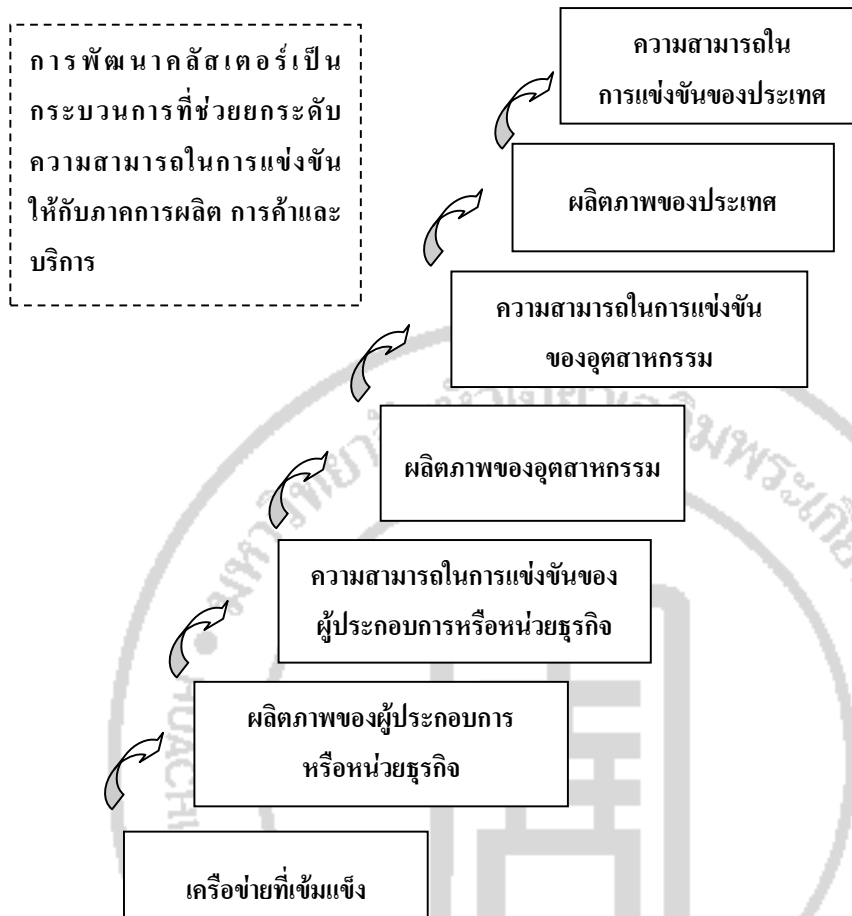 การพัฒนาคลัสเตอร์เป็น
กระบวนการที่ช่วยยกระดับ
ความสามารถในการแข่งขัน
ให้กับภาคการผลิต การค้าและ
บริการ
ความสามารถใน
การแข่งขันของประเทศ
ผลิตภาพของประเทศ
ความสามารถในการแข่งขัน
ของอุตสาหกรรม
ผลิตภาพของอุตสาหกรรม
ความสามารถในการแข่งขันของ
ผู้ประกอบการหรือหน่วยธุรกิจ
ผลิตภาพของผู้ประกอบการ
หรือหน่วยธุรกิจ
เครือข่ายที่เข้มแข็ง